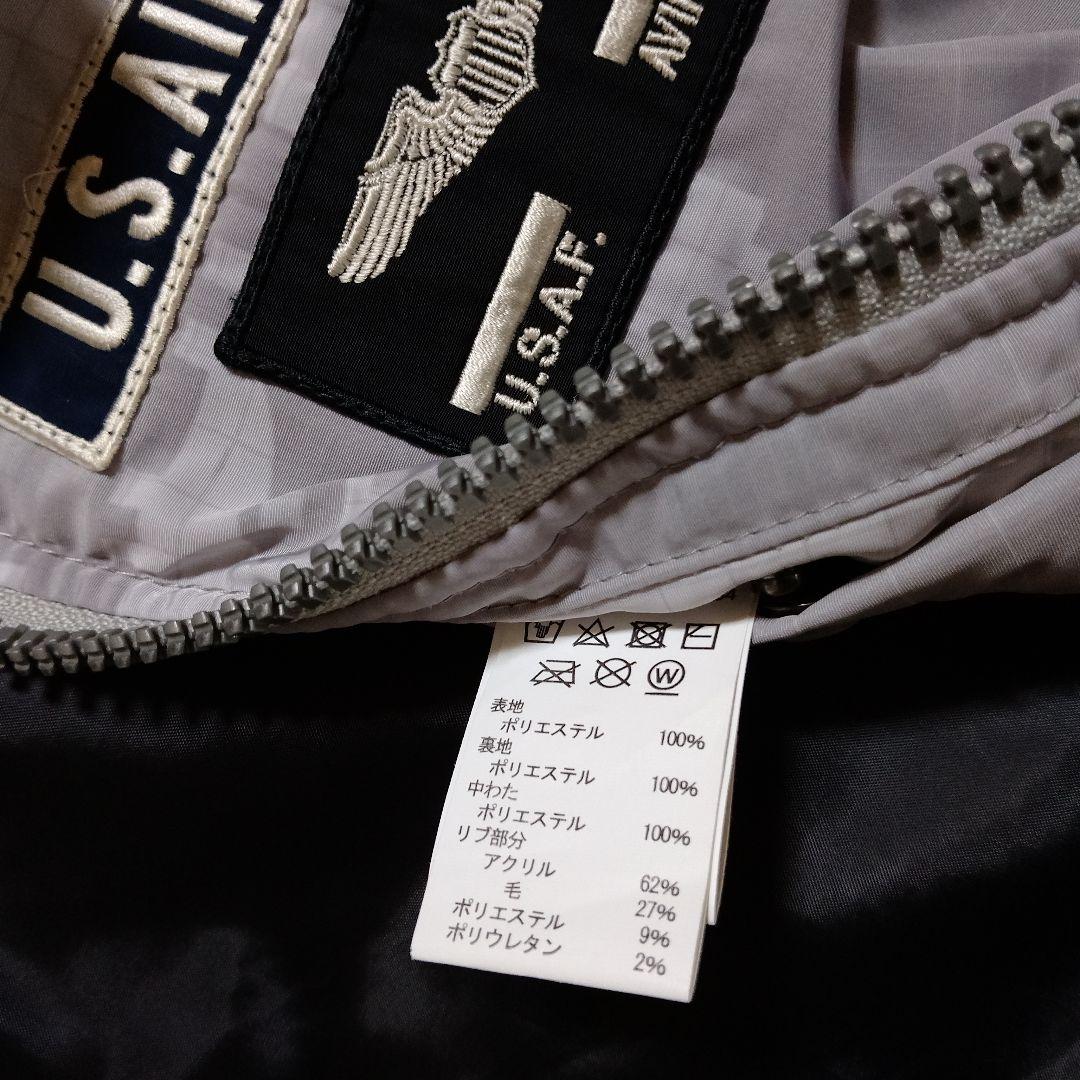 U.S.AI
U.S.A.F.
AVI
W
表地
ポリエステル 100%
裏地
ポリエステル 100%
中わた
ポリエステル 100%
リブ部分
アクリル 62%
毛 27%
ポリエステル 9%
ポリウレタン 2%